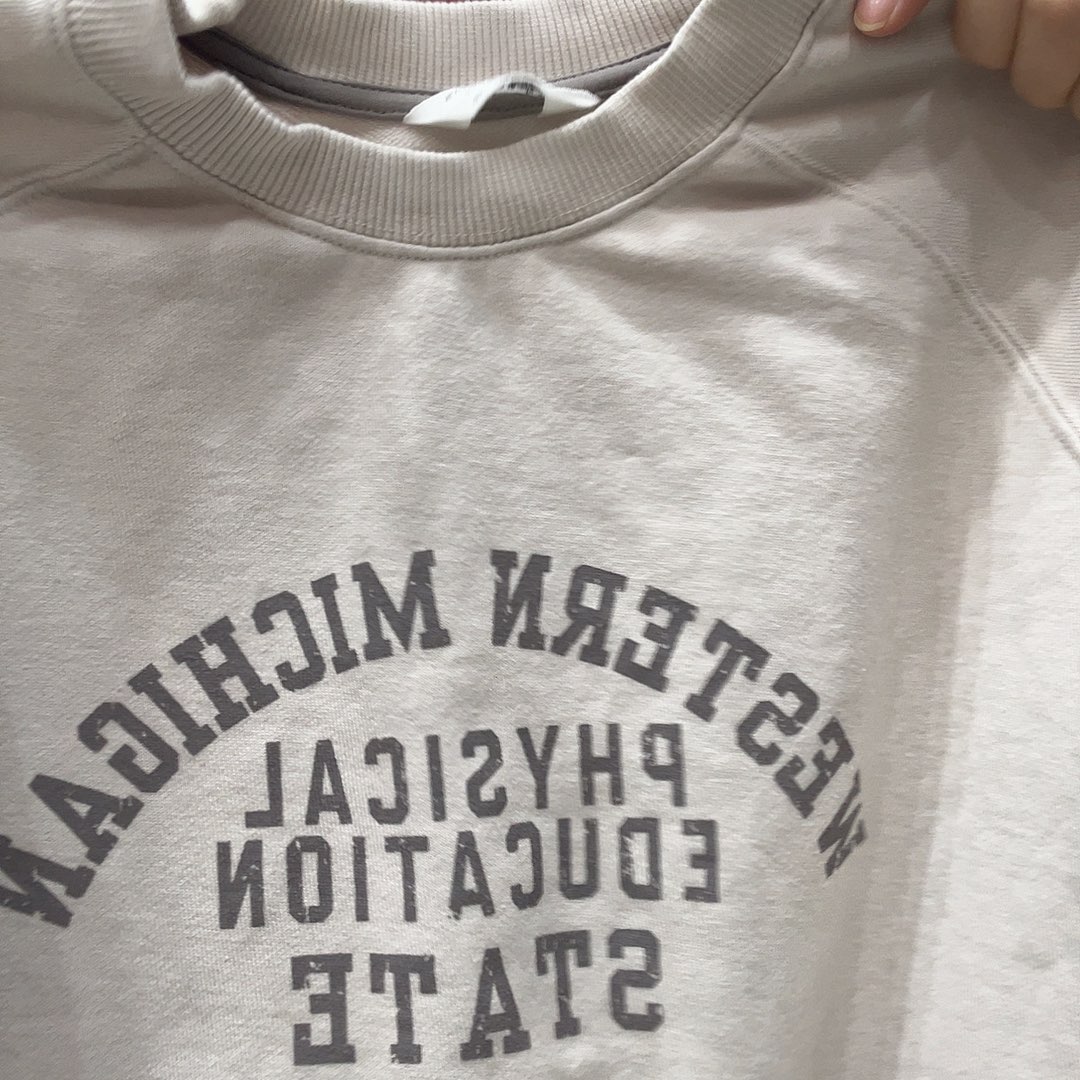 WESTERN MICHIGAN
PHYSICAL
EDUCATION
STATE